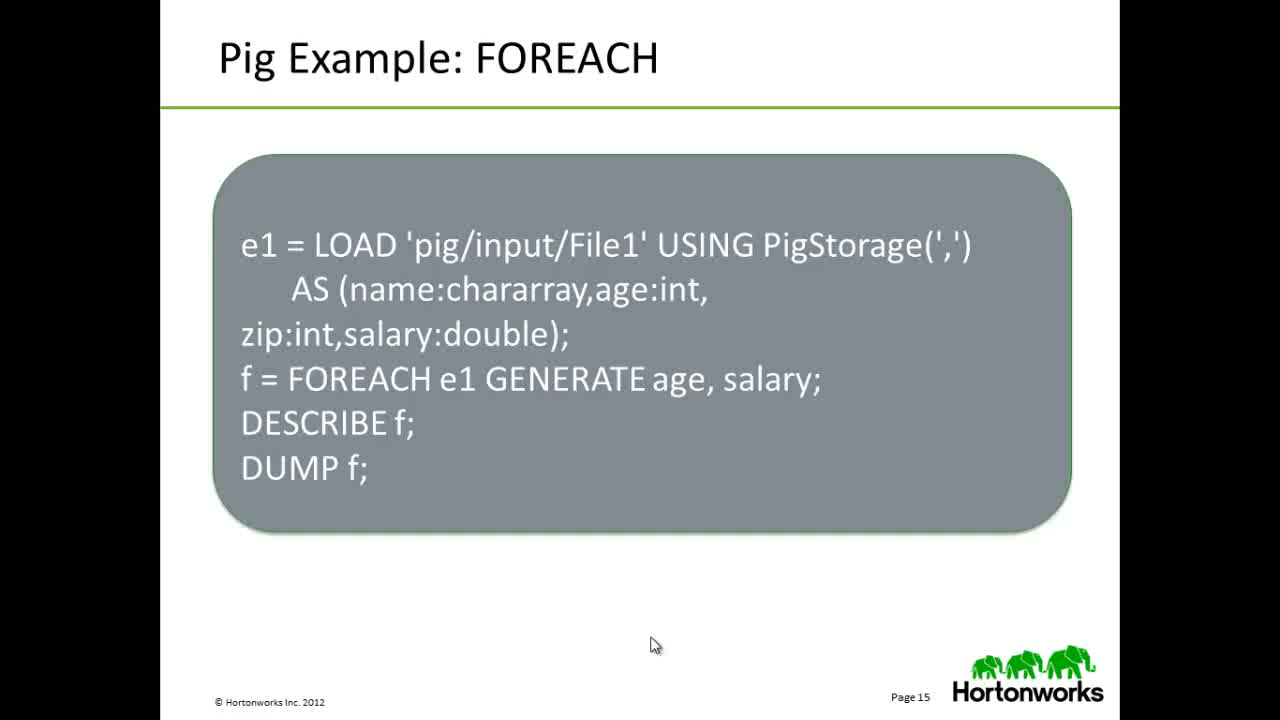 Pig Example: FOREACH
e1 = LOAD 'pig/input/File1' USING PigStorage(',')
AS (name:chararray,age:int,
zip:int,salary:double);
f = FOREACH e1 GENERATE age, salary;
DESCRIBE f;
DUMP f;
© Hortonworks Inc. 2012
Page 15
Hortonworks